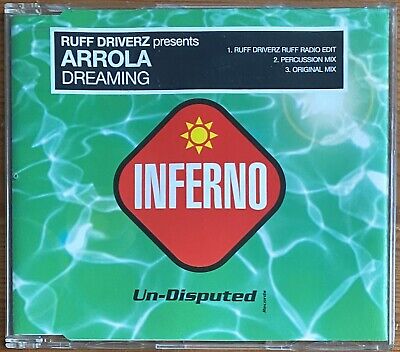 RUFF DRIVERZ presents
ARROLA
DREAMING
1. RUFF DRIVERZ RUFF RADIO EDIT
2. PERCUSSION MIX
3. ORIGINAL MIX
INFERNO
Un-Disputed
Records